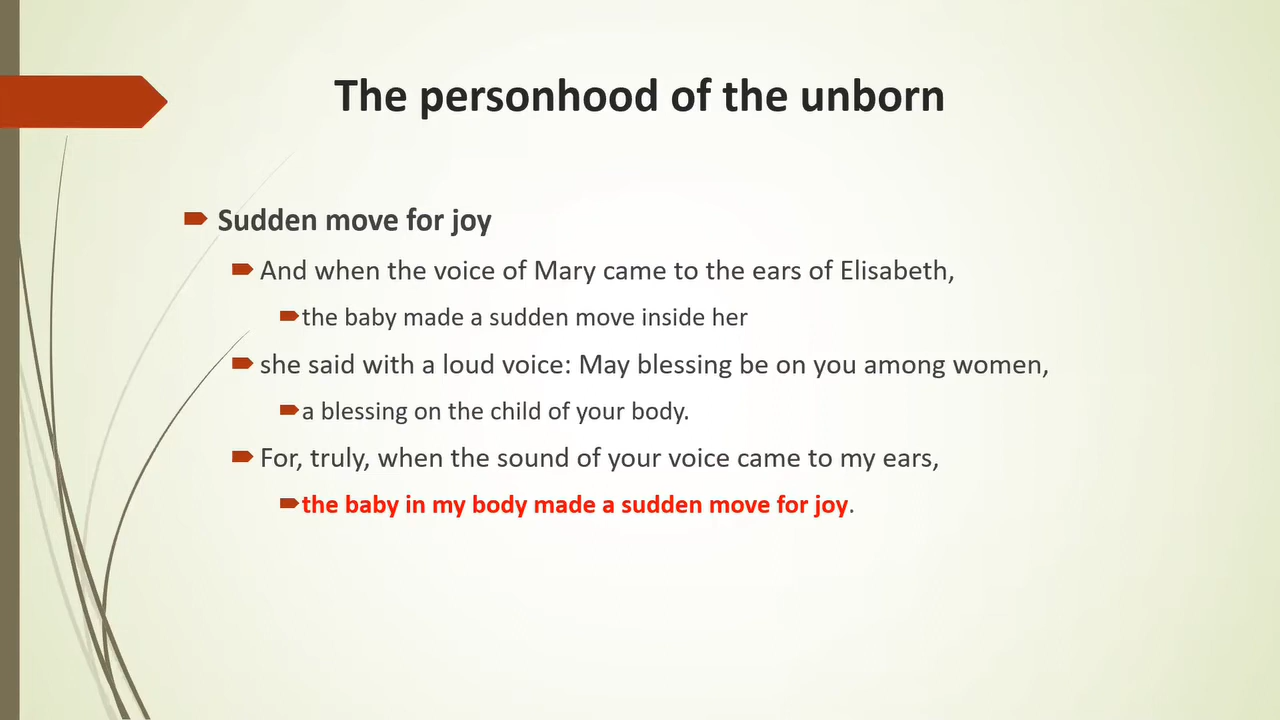 The personhood of the unborn
Sudden move for joy
And when the voice of Mary came to the ears of Elisabeth,
the baby made a sudden move inside her
she said with a loud voice: May blessing be on you among women,
a blessing on the child of your body.
For, truly, when the sound of your voice came to my ears,
the baby in my body made a sudden move for joy.